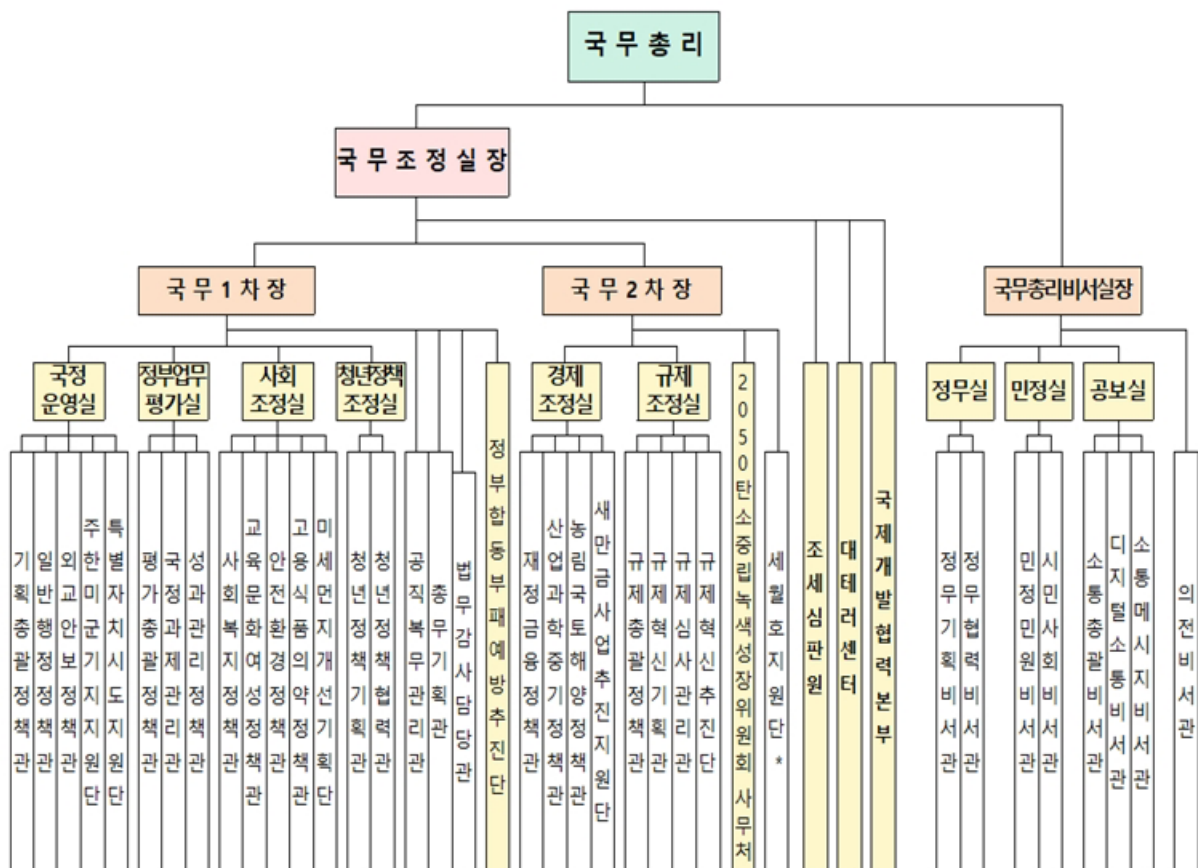 국무총리
국무조정실장
국무1차장
국무2차장
국무총리비서실장
국정
운영실
정부업무
평가실
사회
조정실
청년정책
조정실
경제
조정실
규제
조정실
정무실
민정실
공보실
기획총괄정책관
일반행정정책관
외교안보정책관
주한미군기지지원단
특별자치시도지원단
평가총괄정책관
국정과제관리관
성과관리정책관
사회복지정책관
교육문화여성정책관
안전환경정책관
고용식품의약정책관
미세먼지개선기획단
청년정책기획관
청년정책협력관
공직복무관리관
총무기획관
법무감사담당관
정부합동부패예방추진단
재정금융정책관
산업과학중기정책관
농림국토해양정책관
새만금사업추진지원단
규제총괄정책관
규제혁신기획관
규제심사관리관
규제혁신추진단
2050탄소중립녹색성장위원회 사무처
세월호지원단*
조세심판원
대테러센터
국제개발협력본부
정무기획비서관
정무협력비서관
민정민원비서관
시민사회비서관
소통총괄비서관
디지털소통비서관
소통메시지비서관
의전비서관